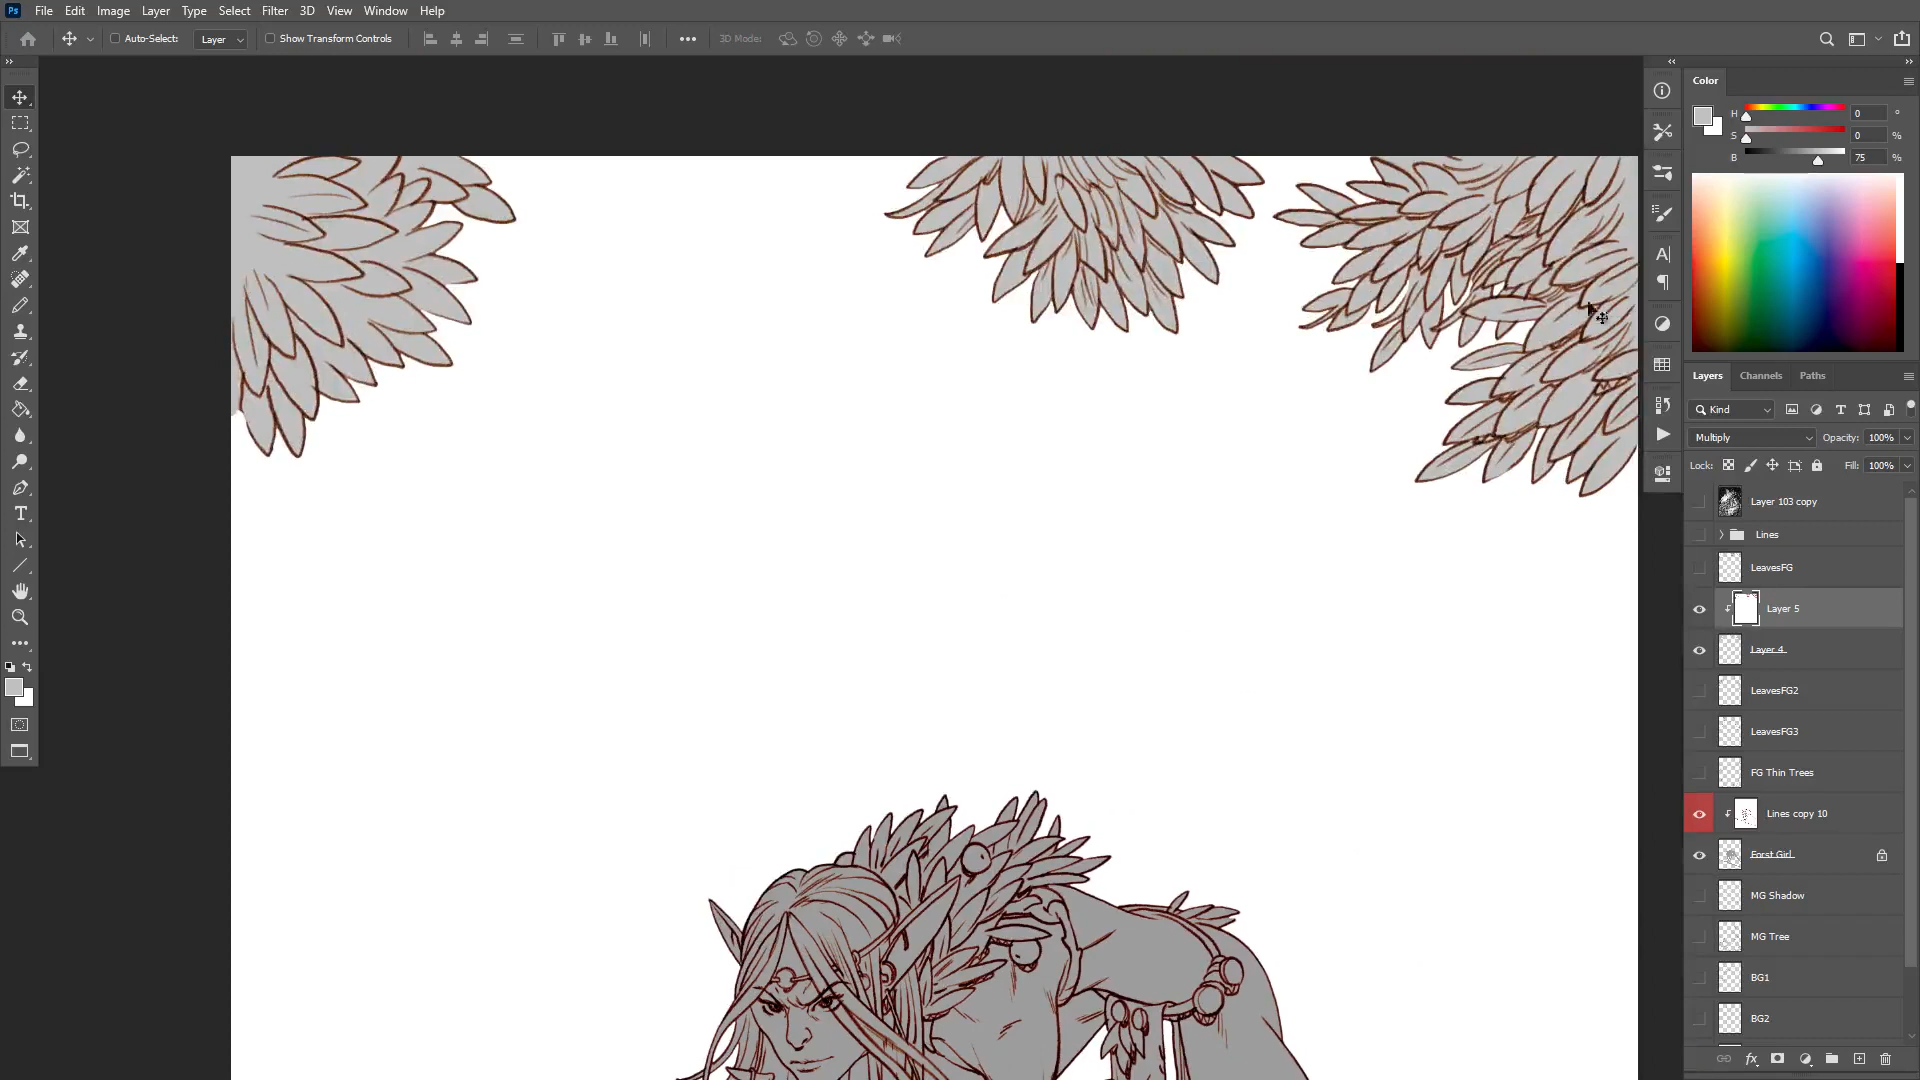 Ps File Edit Image Layer Type Select Filter 3D View Window Help
Auto-Select: Layer Show Transform Controls 3D Mode:
Color
H 0 °
S 0 %
B 75 %
Layers Channels Paths
Kind
Multiply Opacity: 100%
Lock: Fill: 100%
Layer 103 copy
Lines
LeavesFG
Layer 5
Layer 4
LeavesFG2
LeavesFG3
FG Thin Trees
Lines copy 10
Forst Girl
MG Shadow
MG Tree
BG1
BG2